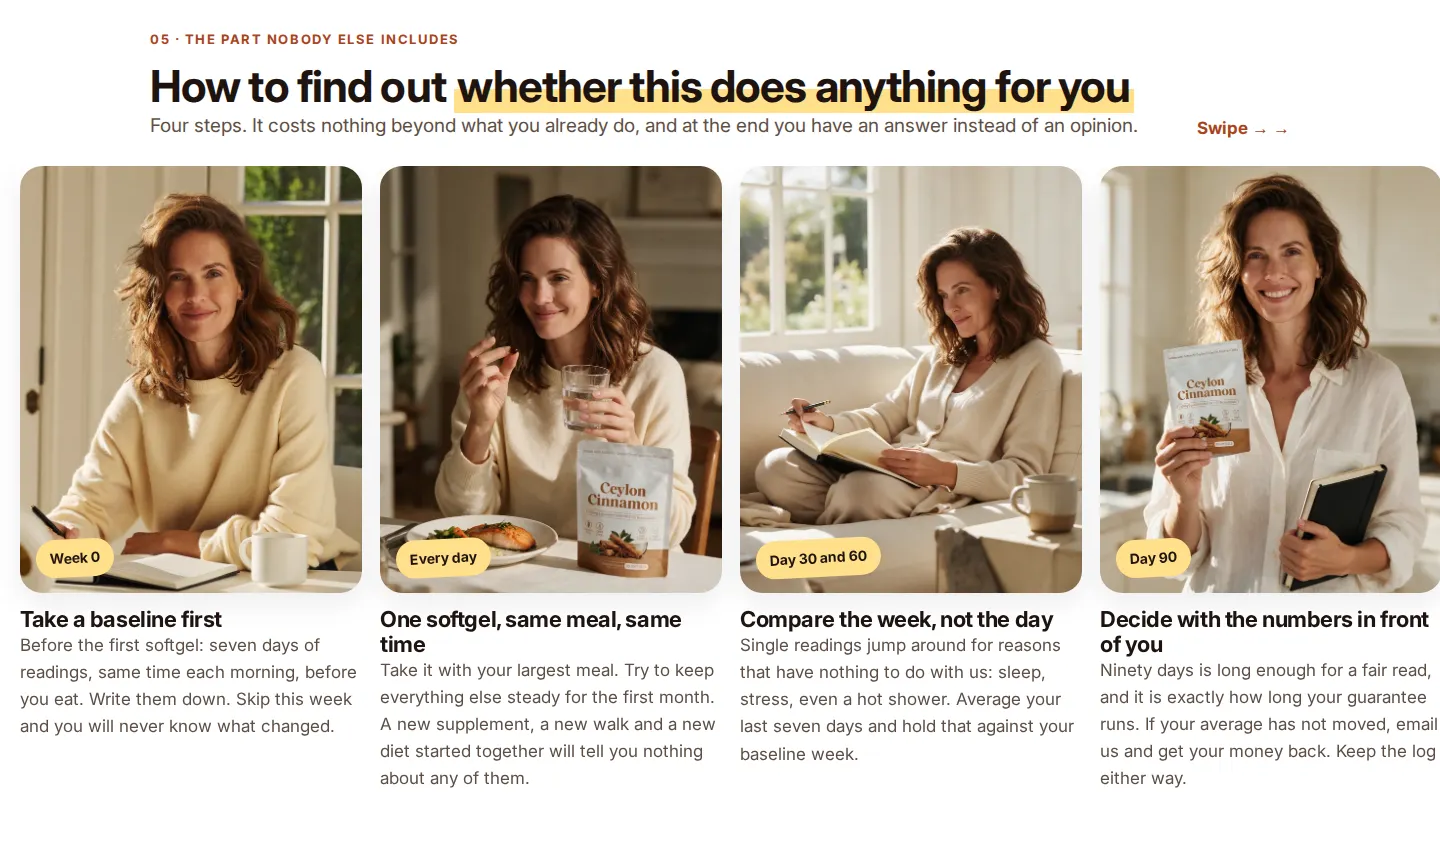 05 · THE PART NOBODY ELSE INCLUDES
How to find out whether this does anything for you
Four steps. It costs nothing beyond what you already do, and at the end you have an answer instead of an opinion.
Swipe → →
Ceylon
Cinnamon
Ceylon
Cinnamon
Week 0
Every day
Day 30 and 60
Day 90
Take a baseline first
Before the first softgel: seven days of
readings, same time each morning, before
you eat. Write them down. Skip this week
and you will never know what changed.
One softgel, same meal, same
time
Take it with your largest meal. Try to keep
everything else steady for the first month.
A new supplement, a new walk and a new
diet started together will tell you nothing
about any of them.
Compare the week, not the day
Single readings jump around for reasons
that have nothing to do with us: sleep,
stress, even a hot shower. Average your
last seven days and hold that against your
baseline week.
Decide with the numbers in front
of you
Ninety days is long enough for a fair read,
and it is exactly how long your guarantee
runs. If your average has not moved, email
us and get your money back. Keep the log
either way.